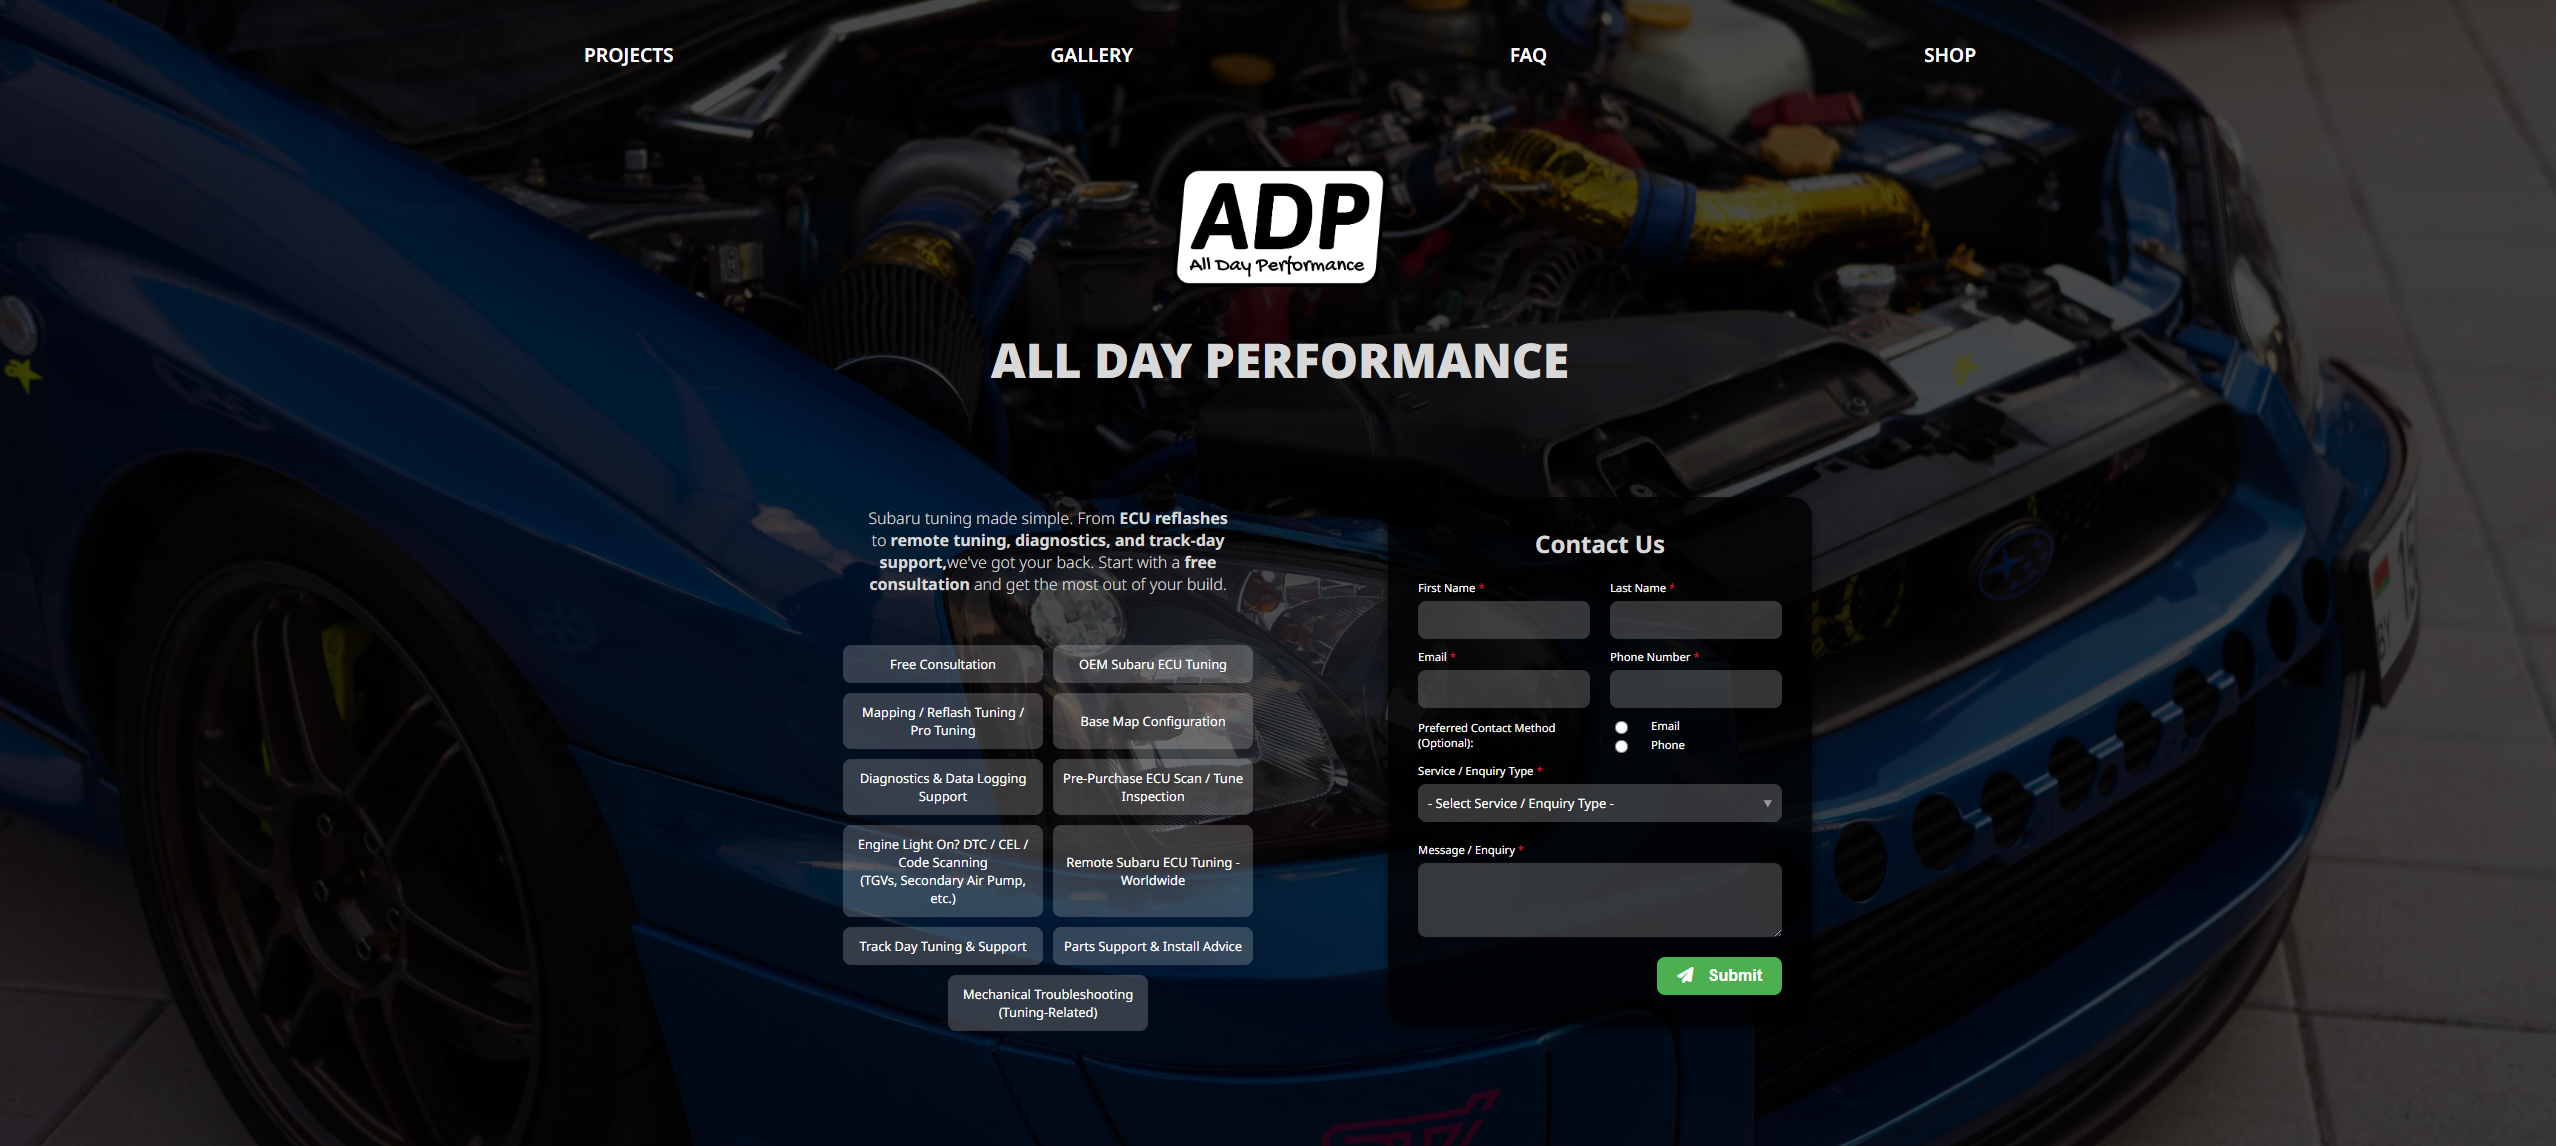 PROJECTS
GALLERY
FAQ
SHOP
ADP
All Day Performance
ALL DAY PERFORMANCE
Subaru tuning made simple. From ECU reflashes
to remote tuning, diagnostics, and track-day
support,we've got your back. Start with a free
consultation and get the most out of your build.
Free Consultation
OEM Subaru ECU Tuning
Mapping / Reflash Tuning /
Pro Tuning
Base Map Configuration
Diagnostics & Data Logging
Support
Pre-Purchase ECU Scan / Tune
Inspection
Engine Light On? DTC / CEL /
Code Scanning
(TGVs, Secondary Air Pump,
etc.)
Remote Subaru ECU Tuning -
Worldwide
Track Day Tuning & Support
Parts Support & Install Advice
Mechanical Troubleshooting
(Tuning-Related)
Contact Us
First Name *
Last Name *
Email *
Phone Number *
Preferred Contact Method
(Optional):
Email
Phone
Service / Enquiry Type *
- Select Service / Enquiry Type -
Message / Enquiry *
Submit
BY